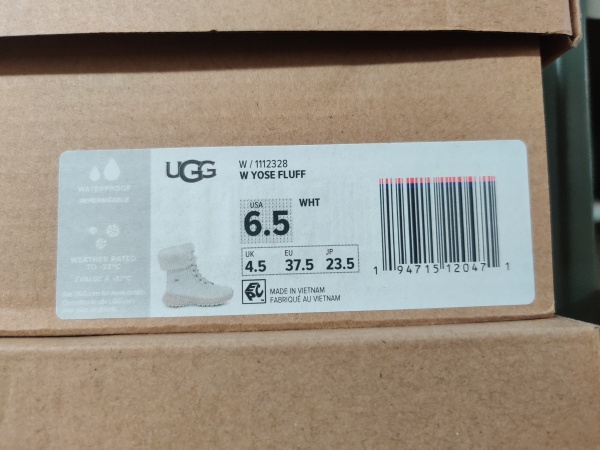 WATERPROOF
IMPERMÉABLE
WEATHER RATED
TO -32°C
UGG
W / 1112328
W YOSE FLUFF
USA
6.5
WHT
UK EU JP
4.5 37.5 23.5
MADE IN VIETNAM
FABRIQUÉ AU VIETNAM
1 94715 12047 1